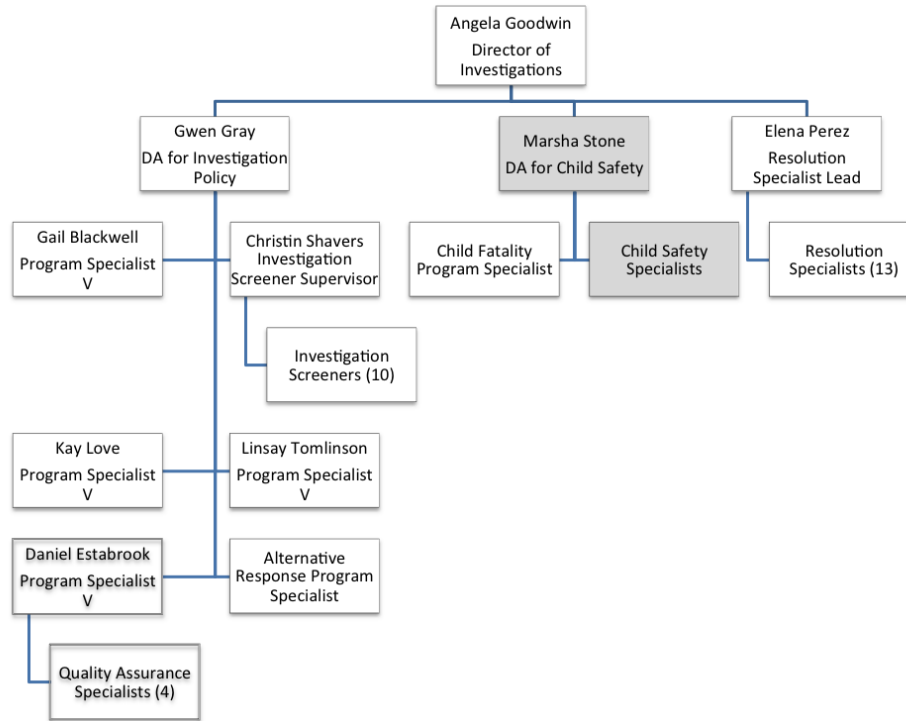 Angela Goodwin
Director of
Investigations
Gwen Gray
DA for Investigation
Policy
Marsha Stone
DA for Child Safety
Elena Perez
Resolution
Specialist Lead
Gail Blackwell
Program Specialist
V
Christin Shavers
Investigation
Screener Supervisor
Child Fatality
Program Specialist
Child Safety
Specialists
Resolution
Specialists (13)
Investigation
Screeners (10)
Kay Love
Program Specialist
V
Linsay Tomlinson
Program Specialist
V
Daniel Estabrook
Program Specialist
V
Alternative
Response Program
Specialist
Quality Assurance
Specialists (4)